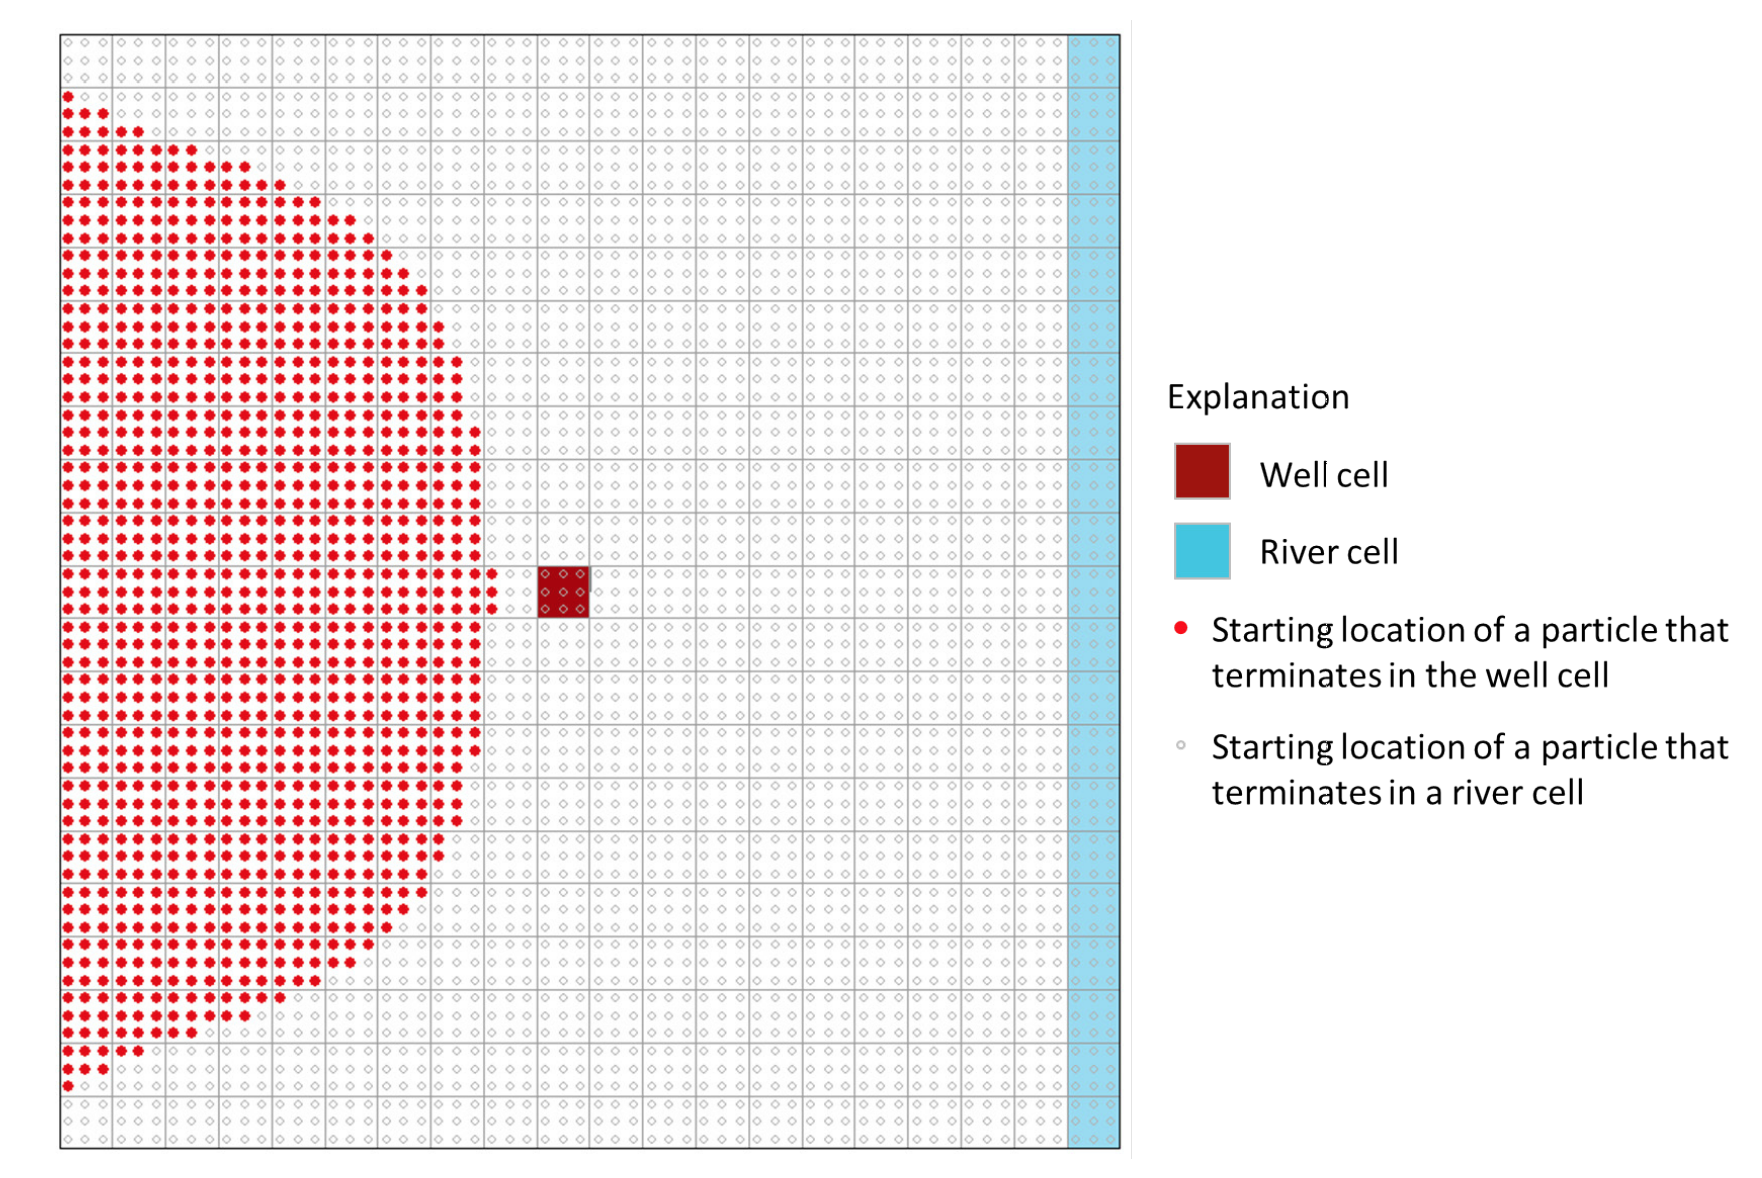 Explanation
Well cell
River cell
Starting location of a particle that
terminates in the well cell
Starting location of a particle that
terminates in a river cell